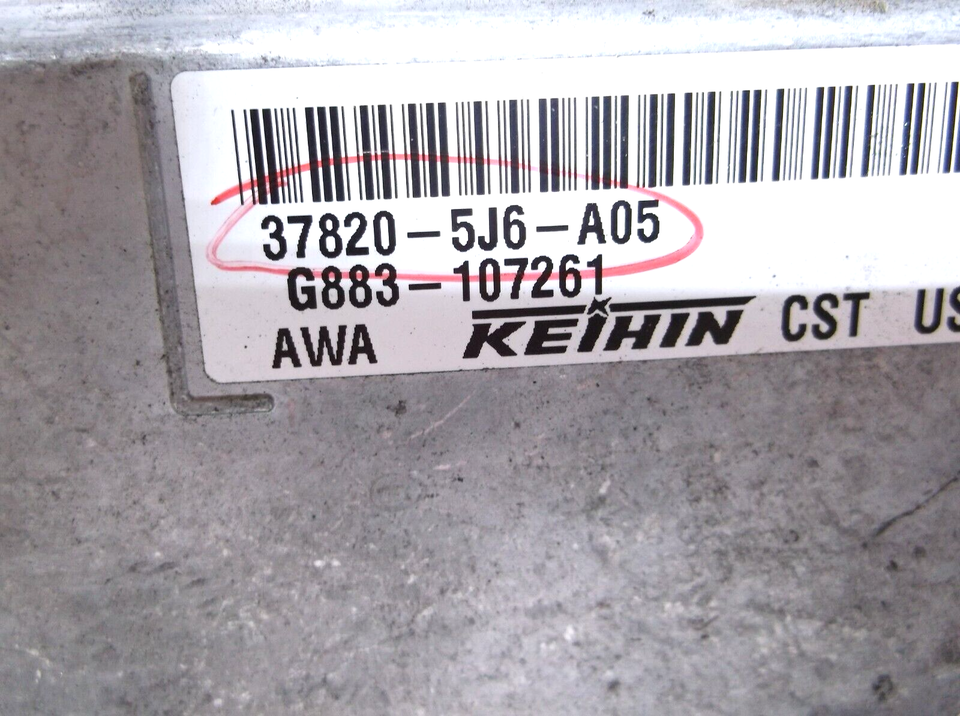 37820-5J6-A05
G883-107261
AWA KEIHIN CST US